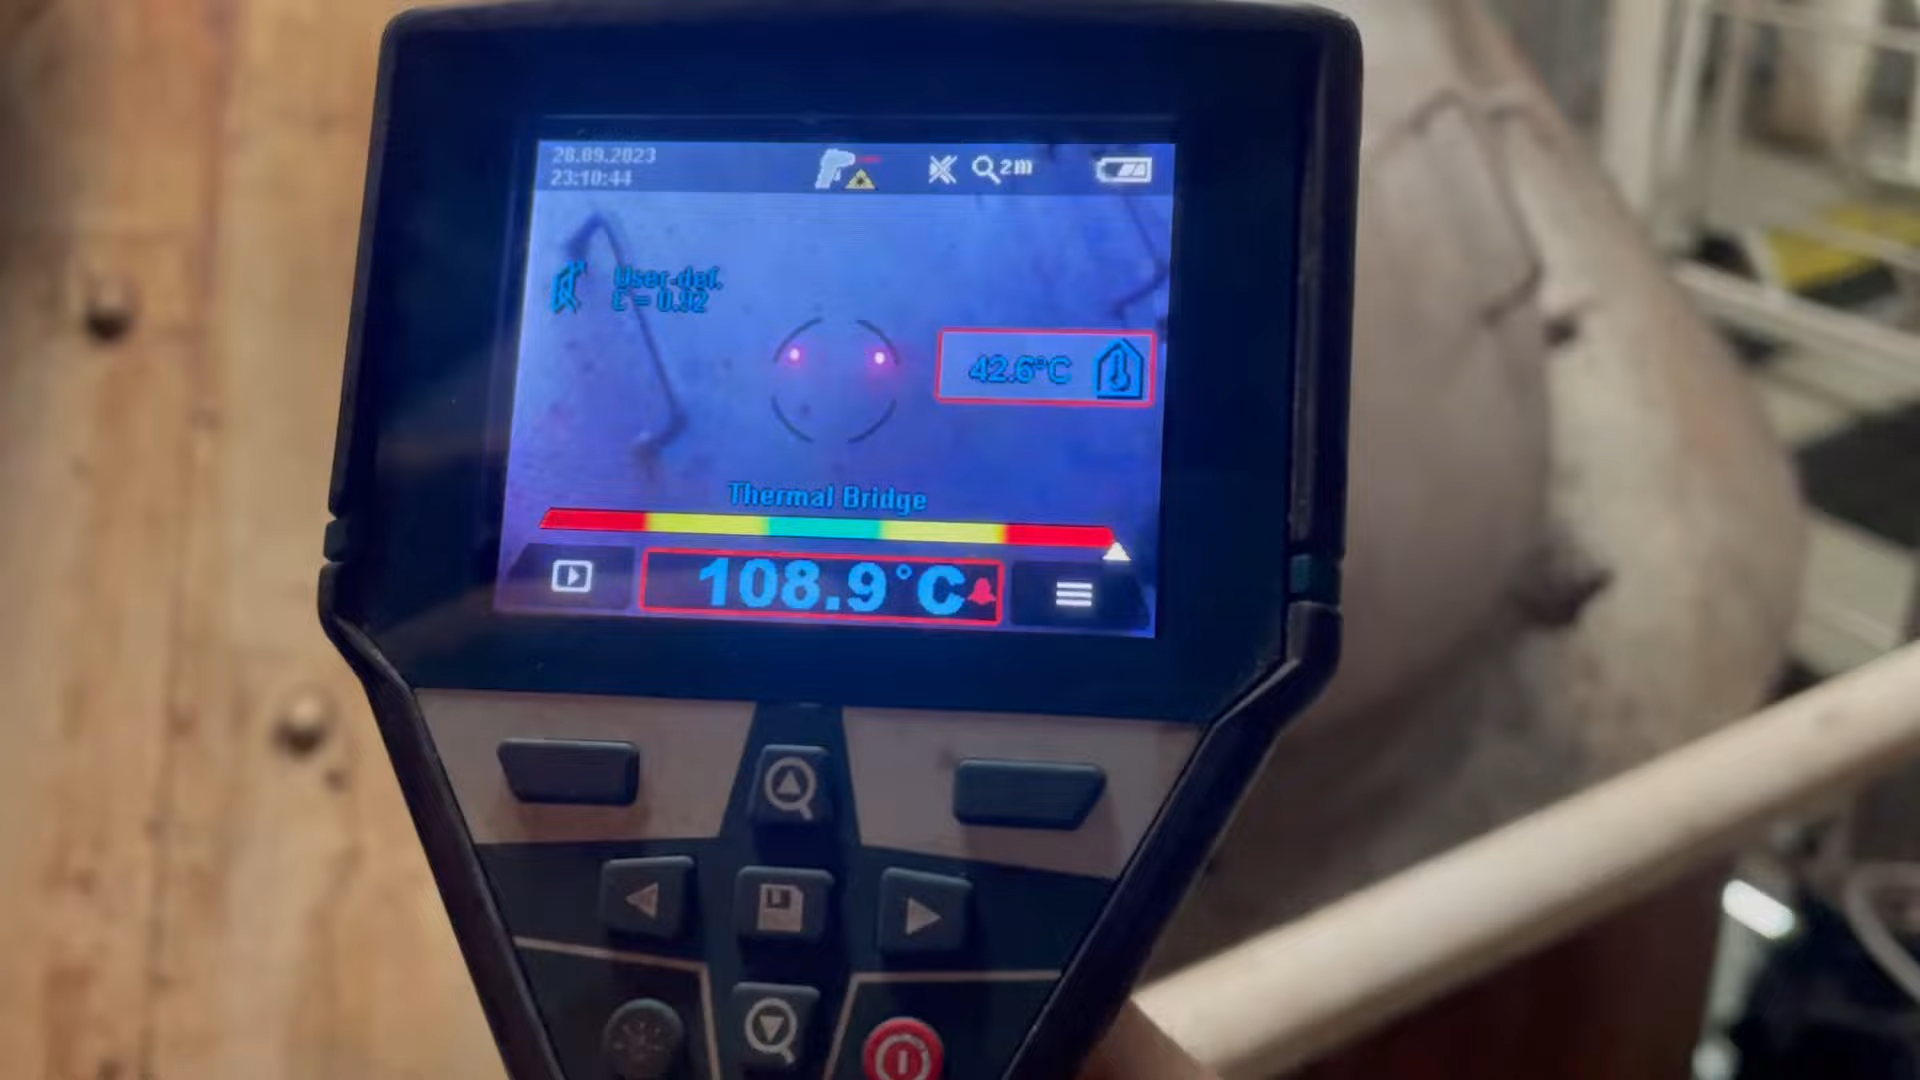 28.09.2023
23:10:44
2m
User-def.
ε = 0.92
42.6°C
Thermal Bridge
108.9°C